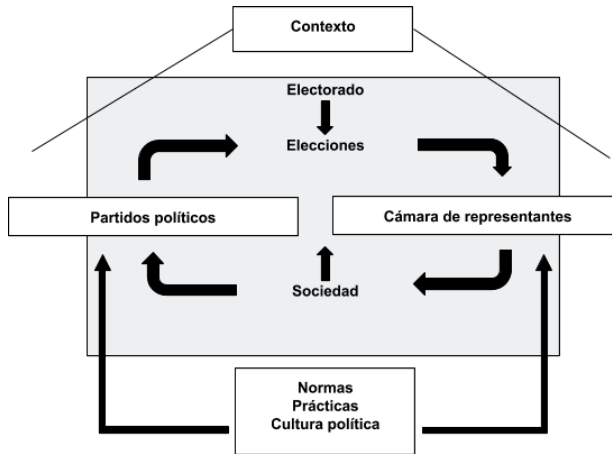 Contexto
Electorado
Elecciones
Partidos políticos
Cámara de representantes
Sociedad
Normas
Prácticas
Cultura política